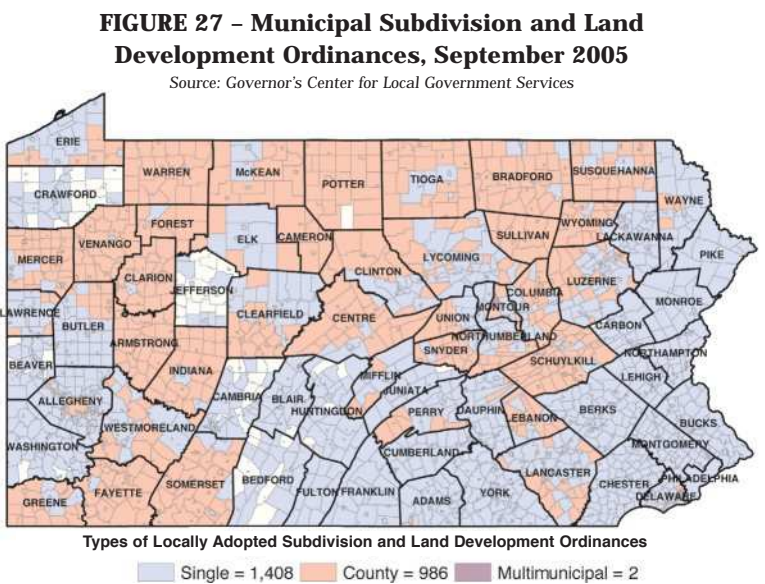 FIGURE 27 – Municipal Subdivision and Land
Development Ordinances, September 2005
Source: Governor's Center for Local Government Services
ERIE
CRAWFORD
WARREN
McKEAN
POTTER
TIOGA
BRADFORD
SUSQUEHANNA
WAYNE
FOREST
VENANGO
MERCER
ELK
CAMERON
CLINTON
LYCOMING
SULLIVAN
WYOMING
LACKAWANNA
PIKE
CLARION
JEFFERSON
CLEARFIELD
CENTRE
UNION
MONTOUR
COLUMBIA
LUZERNE
MONROE
LAWRENCE
BUTLER
ARMSTRONG
INDIANA
NORTHUMBERLAND
SNYDER
SCHUYLKILL
CARBON
NORTHAMPTON
LEHIGH
BEAVER
ALLEGHENY
CAMBRIA
BLAIR
HUNTINGDON
MIFFLIN
JUNIATA
PERRY
DAUPHIN
LEBANON
BERKS
BUCKS
WASHINGTON
WESTMORELAND
CUMBERLAND
LANCASTER
MONTGOMERY
PHILADELPHIA
CHESTER
DELAWARE
GREENE
FAYETTE
SOMERSET
BEDFORD
FULTON
FRANKLIN
ADAMS
YORK
Types of Locally Adopted Subdivision and Land Development Ordinances
Single = 1,408 County = 986 Multimunicipal = 2